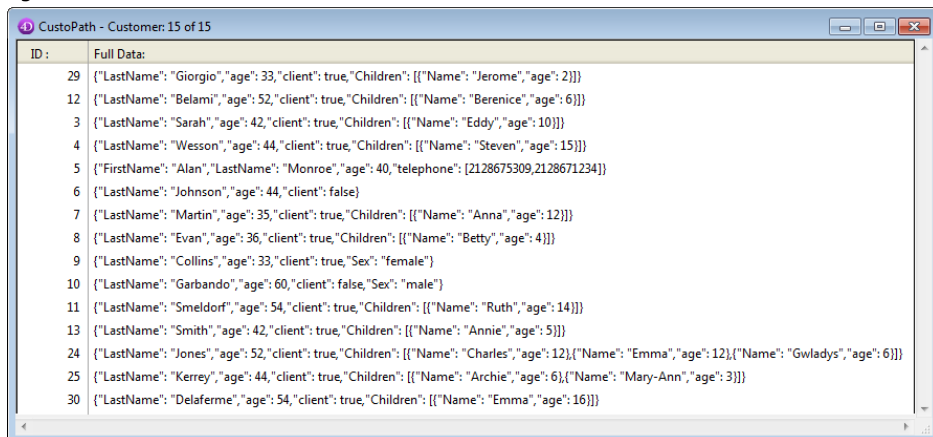 4D CustoPath - Customer: 15 of 15
ID : Full Data:
29 {"LastName": "Giorgio","age": 33,"client": true,"Children": [{"Name": "Jerome","age": 2}]}
12 {"LastName": "Belami","age": 52,"client": true,"Children": [{"Name": "Berenice","age": 6}]}
3 {"LastName": "Sarah","age": 42,"client": true,"Children": [{"Name": "Eddy","age": 10}]}
4 {"LastName": "Wesson","age": 44,"client": true,"Children": [{"Name": "Steven","age": 15}]}
5 {"FirstName": "Alan","LastName": "Monroe","age": 40,"telephone": [2128675309,2128671234]}
6 {"LastName": "Johnson","age": 44,"client": false}
7 {"LastName": "Martin","age": 35,"client": true,"Children": [{"Name": "Anna","age": 12}]}
8 {"LastName": "Evan","age": 36,"client": true,"Children": [{"Name": "Betty","age": 4}]}
9 {"LastName": "Collins","age": 33,"client": true,"Sex": "female"}
10 {"LastName": "Garbando","age": 60,"client": false,"Sex": "male"}
11 {"LastName": "Smeldorf","age": 54,"client": true,"Children": [{"Name": "Ruth","age": 14}]}
13 {"LastName": "Smith","age": 42,"client": true,"Children": [{"Name": "Annie","age": 5}]}
24 {"LastName": "Jones","age": 52,"client": true,"Children": [{"Name": "Charles","age": 12},{"Name": "Emma","age": 12},{"Name": "Gwladys","age": 6}]}
25 {"LastName": "Kerrey","age": 44,"client": true,"Children": [{"Name": "Archie","age": 6},{"Name": "Mary-Ann","age": 3}]}
30 {"LastName": "Delaferme","age": 54,"client": true,"Children": [{"Name": "Emma","age": 16}]}